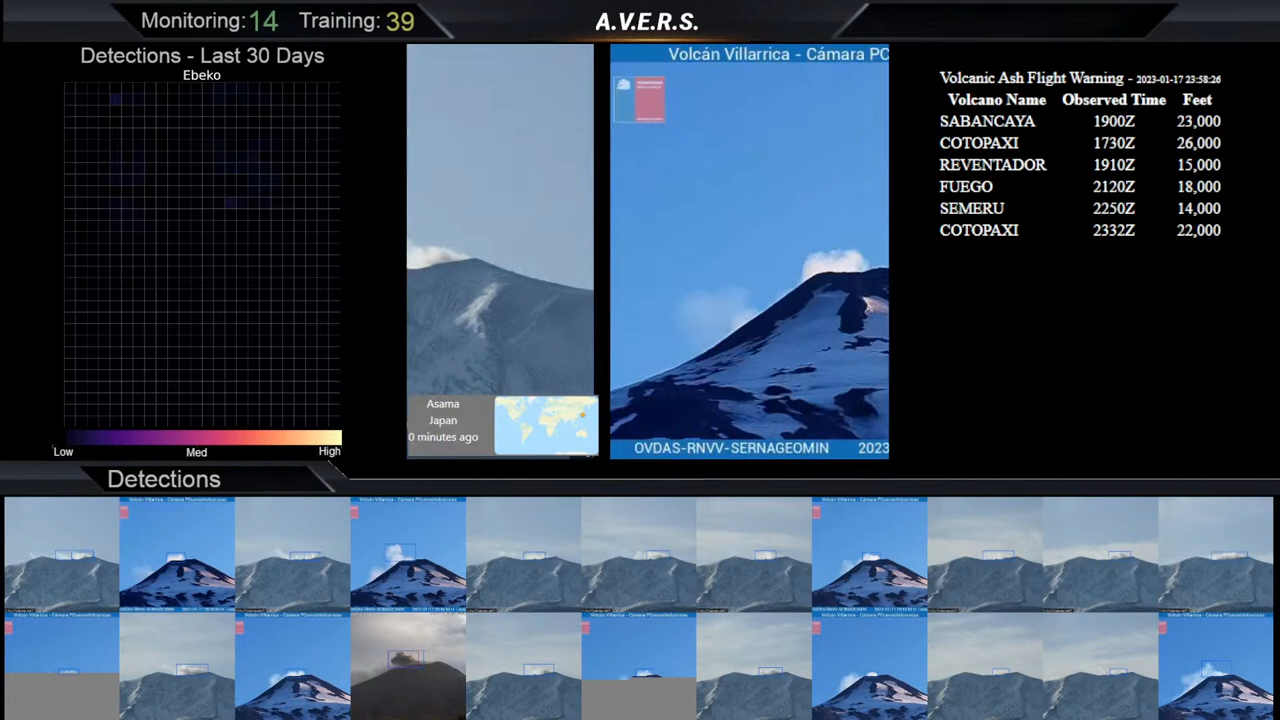 Monitoring: 14 Training: 39
A.V.E.R.S.
Detections - Last 30 Days
Ebeko
Low Med High
Asama
Japan
0 minutes ago
Volcán Villarrica - Cámara PC
OVDAS-RNVV-SERNAGEOMIN 2023
Volcanic Ash Flight Warning - 2023-01-17 23:58:26
Volcano Name Observed Time Feet
SABANCAYA 1900Z 23,000
COTOPAXI 1730Z 26,000
REVENTADOR 1910Z 15,000
FUEGO 2120Z 18,000
SEMERU 2250Z 14,000
COTOPAXI 2332Z 22,000
Detections